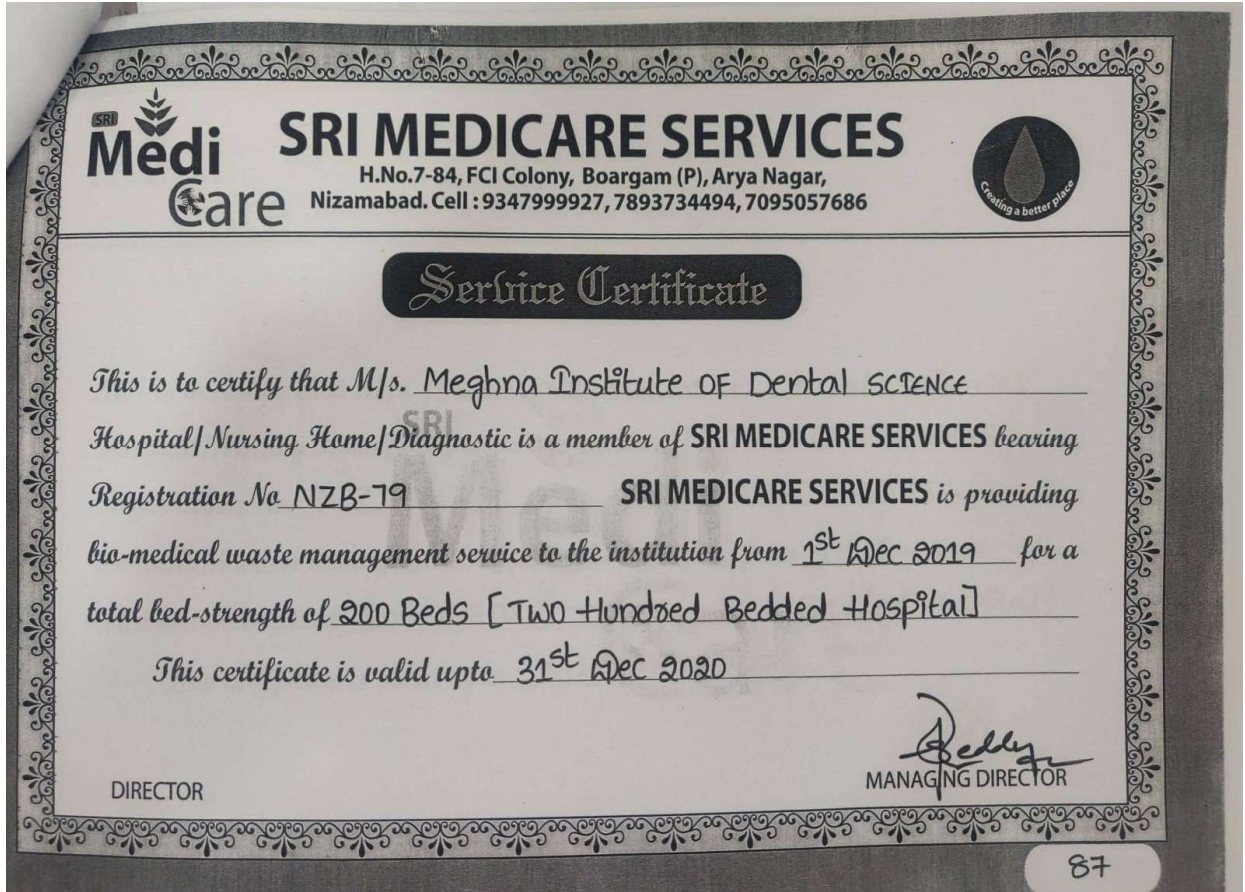 SRI
Medi
Care
SRI MEDICARE SERVICES
H.No.7-84, FCI Colony, Boargam (P), Arya Nagar,
Nizamabad. Cell : 9347999927, 7893734494, 7095057686
Creating a better place
Service Certificate
This is to certify that M/s. Meghna Institute OF Dental SCIENCE
Hospital/Nursing Home/Diagnostic is a member of SRI MEDICARE SERVICES bearing
Registration No NZB-79 SRI MEDICARE SERVICES is providing
bio-medical waste management service to the institution from 1st Dec 2019 for a
total bed-strength of 200 Beds [Two Hundred Bedded Hospital]
This certificate is valid upto 31st Dec 2020
Reddy
DIRECTOR
MANAGING DIRECTOR
SRI
Medi
87